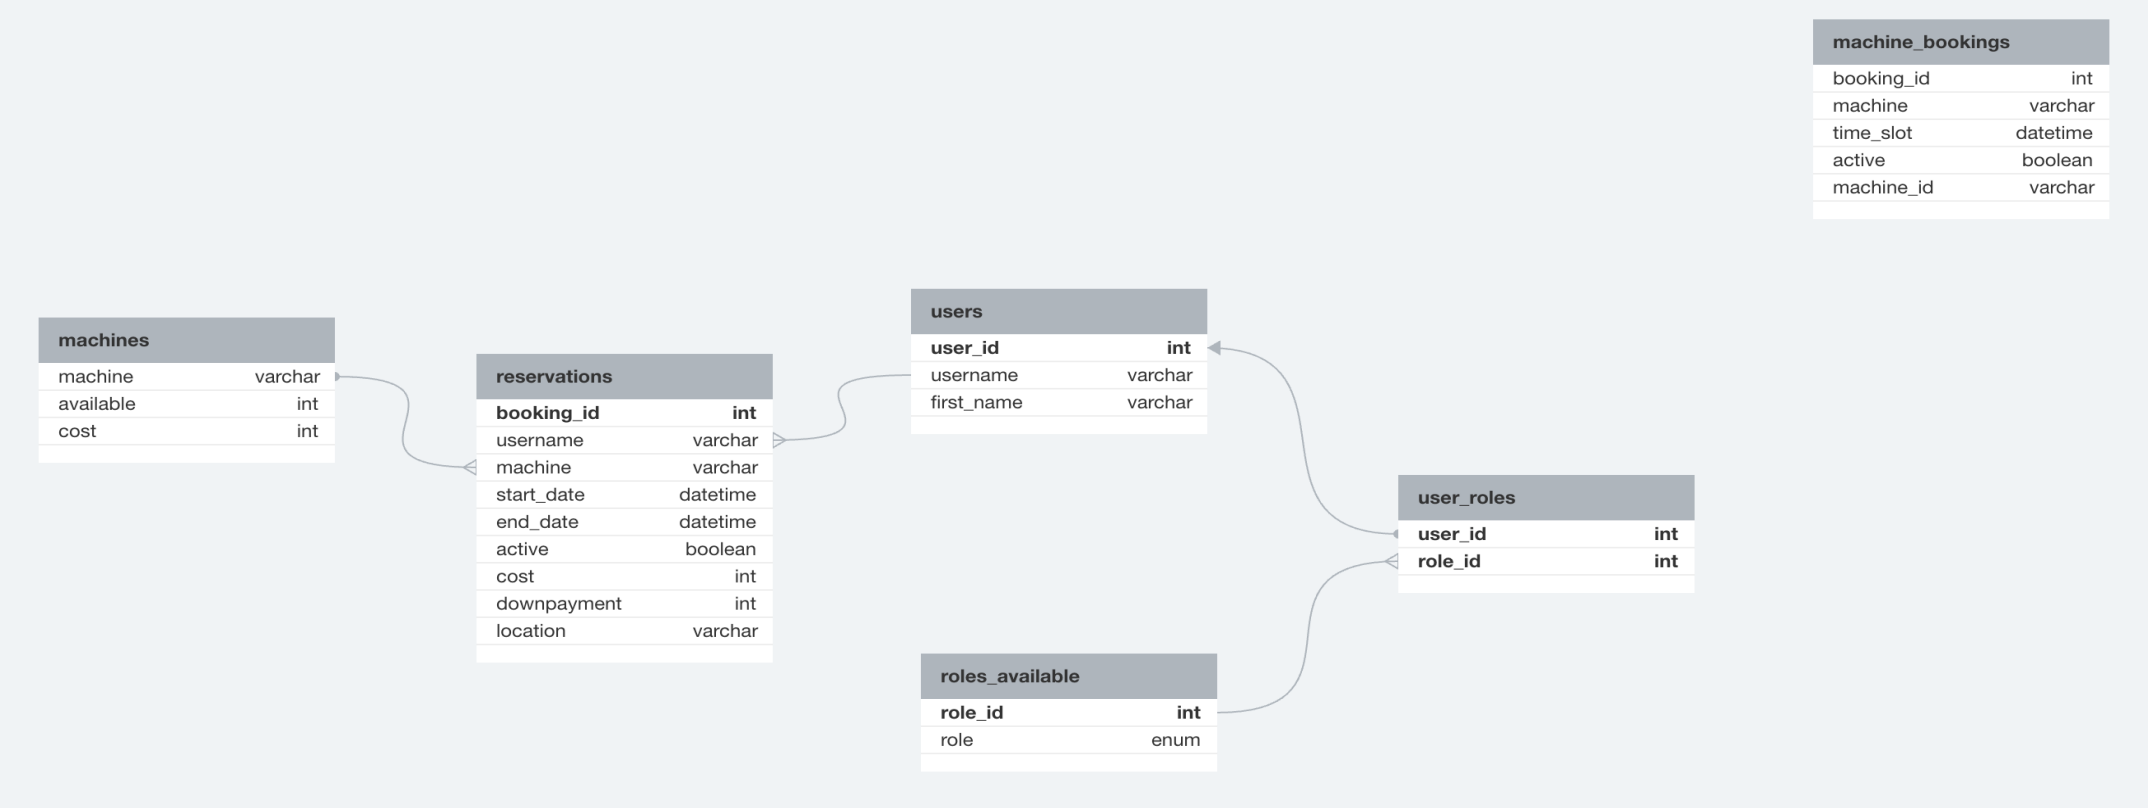 machine_bookings
booking_id int
machine varchar
time_slot datetime
active boolean
machine_id varchar
machines
machine varchar
available int
cost int
reservations
booking_id int
username varchar
machine varchar
start_date datetime
end_date datetime
active boolean
cost int
downpayment int
location varchar
users
user_id int
username varchar
first_name varchar
user_roles
user_id int
role_id int
roles_available
role_id int
role enum